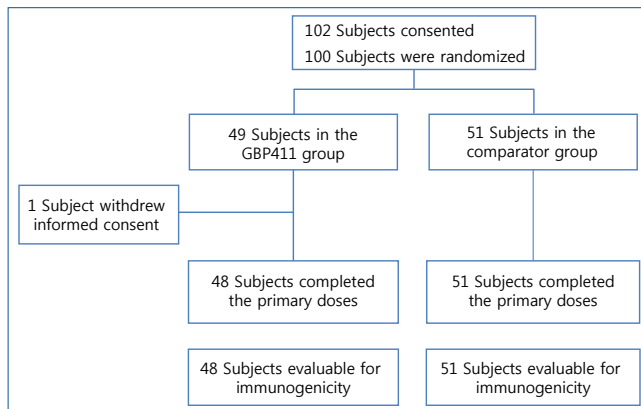 102 Subjects consented
100 Subjects were randomized
49 Subjects in the
GBP411 group
51 Subjects in the
comparator group
1 Subject withdrew
informed consent
48 Subjects completed
the primary doses
51 Subjects completed
the primary doses
48 Subjects evaluable for
immunogenicity
51 Subjects evaluable for
immunogenicity